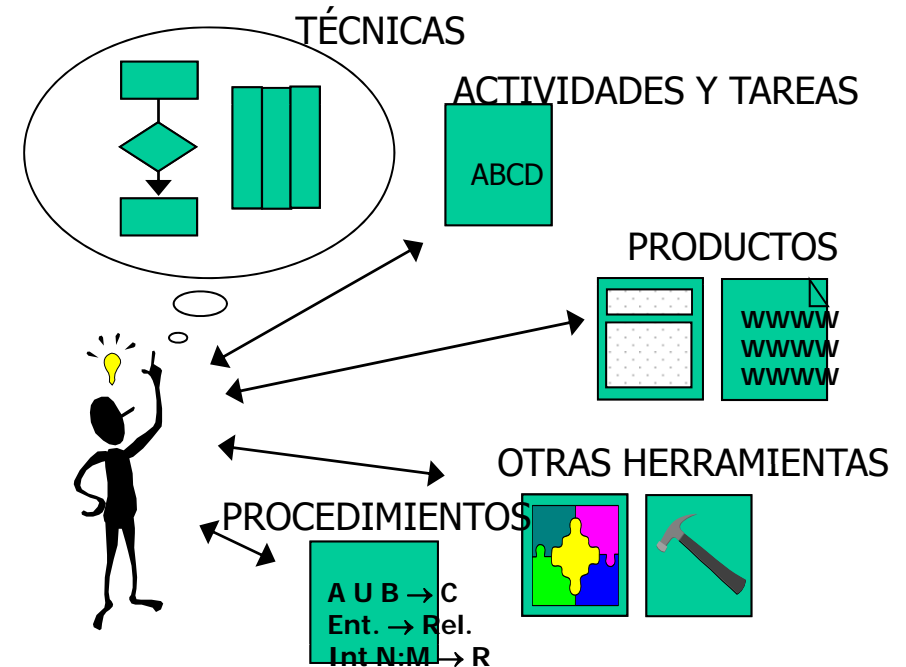 TÉCNICAS
ACTIVIDADES Y TAREAS
ABCD
PRODUCTOS
WWWW
WWWW
WWWW
OTRAS HERRAMIENTAS
PROCEDIMIENTOS
A U B → C
Ent. → Rel.
Int N:M → R